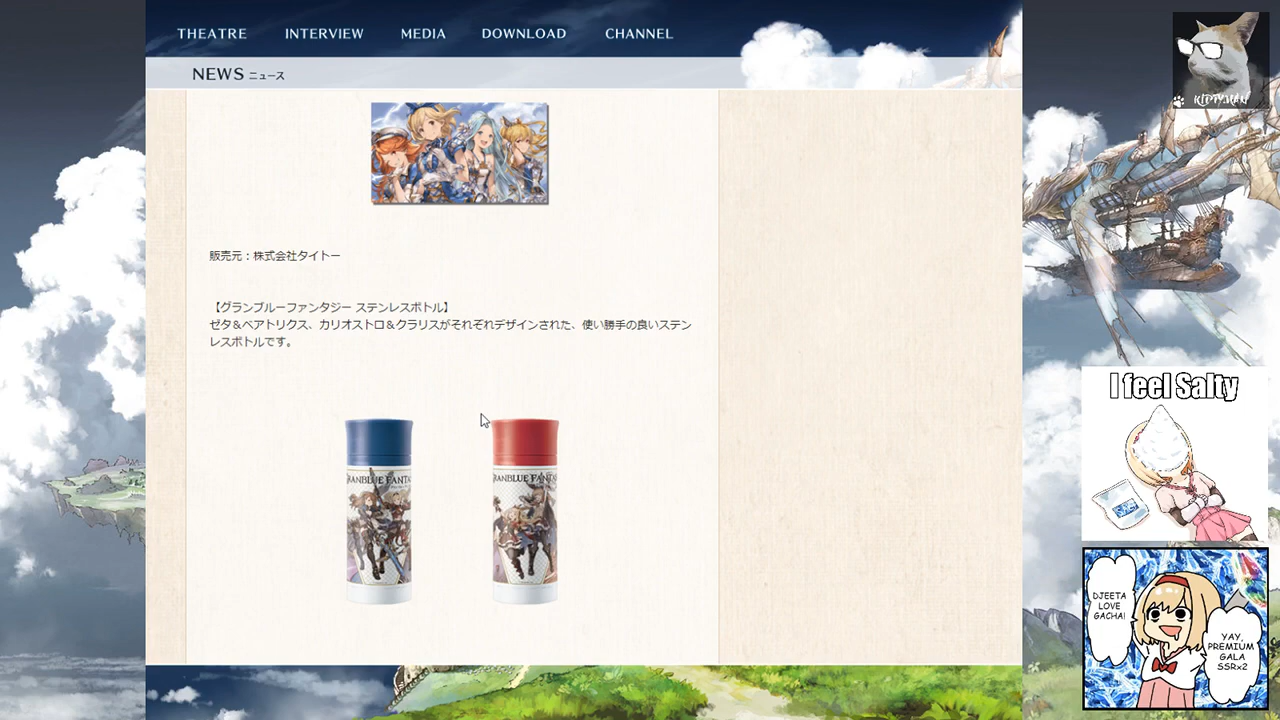 THEATRE INTERVIEW MEDIA DOWNLOAD CHANNEL
NEWS ニュース
販売元：株式会社タイトー
【グランブルーファンタジー ステンレスボトル】
ゼタ＆ベアトリクス、カリオストロ＆クラリスがそれぞれデザインされた、使い勝手の良いステン
レスボトルです。
I feel Salty
DJEETA
LOVE
GACHA!
YAY,
PREMIUM
GALA
SSRx2